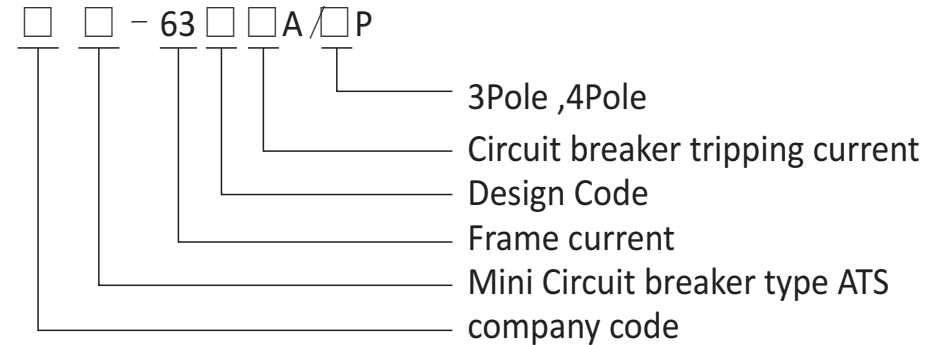 □ □ - 63 □ □ A / □ P
3Pole ,4Pole
Circuit breaker tripping current
Design Code
Frame current
Mini Circuit breaker type ATS
company code